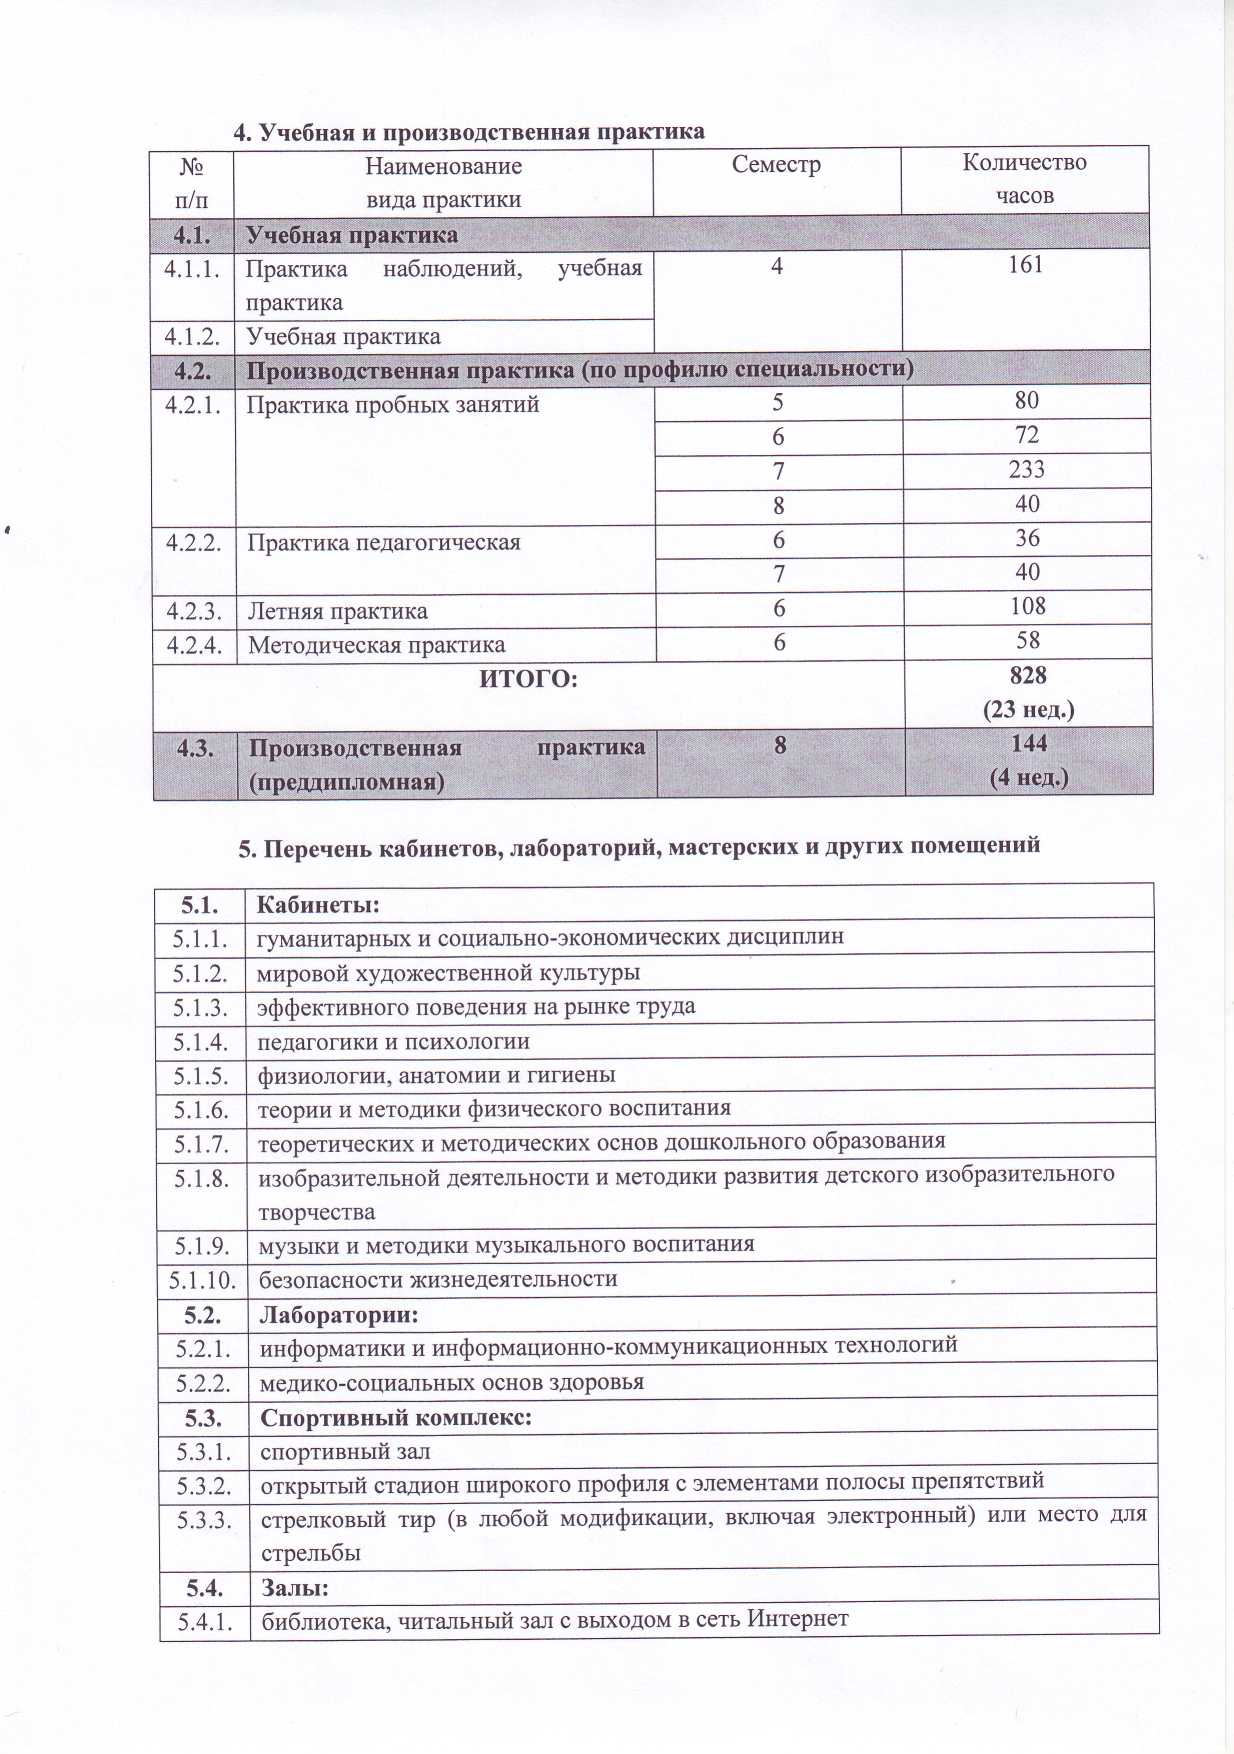 4. Учебная и производственная практика
№ п/п
Наименование вида практики
Семестр
Количество часов
4.1. Учебная практика
4.1.1. Практика наблюдений, учебная
практика
4 161
4.1.2. Учебная практика
4.2. Производственная практика (по профилю специальности)
4.2.1. Практика пробных занятий 5 80
6 72
7 233
8 40
4.2.2. Практика педагогическая 6 36
7 40
4.2.3. Летняя практика 6 108
4.2.4. Методическая практика 6 58
ИТОГО: 828
(23 нед.)
4.3. Производственная практика 8 144
(преддипломная) (4 нед.)
5. Перечень кабинетов, лабораторий, мастерских и других помещений
5.1. Кабинеты:
5.1.1. гуманитарных и социально-экономических дисциплин
5.1.2. мировой художественной культуры
5.1.3. эффективного поведения на рынке труда
5.1.4. педагогики и психологии
5.1.5. физиологии, анатомии и гигиены
5.1.6. теории и методики физического воспитания
5.1.7. теоретических и методических основ дошкольного образования
5.1.8. изобразительной деятельности и методики развития детского изобразительного
творчества
5.1.9. музыки и методики музыкального воспитания
5.1.10. безопасности жизнедеятельности
5.2. Лаборатории:
5.2.1. информатики и информационно-коммуникационных технологий
5.2.2. медико-социальных основ здоровья
5.3. Спортивный комплекс:
5.3.1. спортивный зал
5.3.2. открытый стадион широкого профиля с элементами полосы препятствий
5.3.3. стрелковый тир (в любой модификации, включая электронный) или место для
стрельбы
5.4. Залы:
5.4.1. библиотека, читальный зал с выходом в сеть Интернет